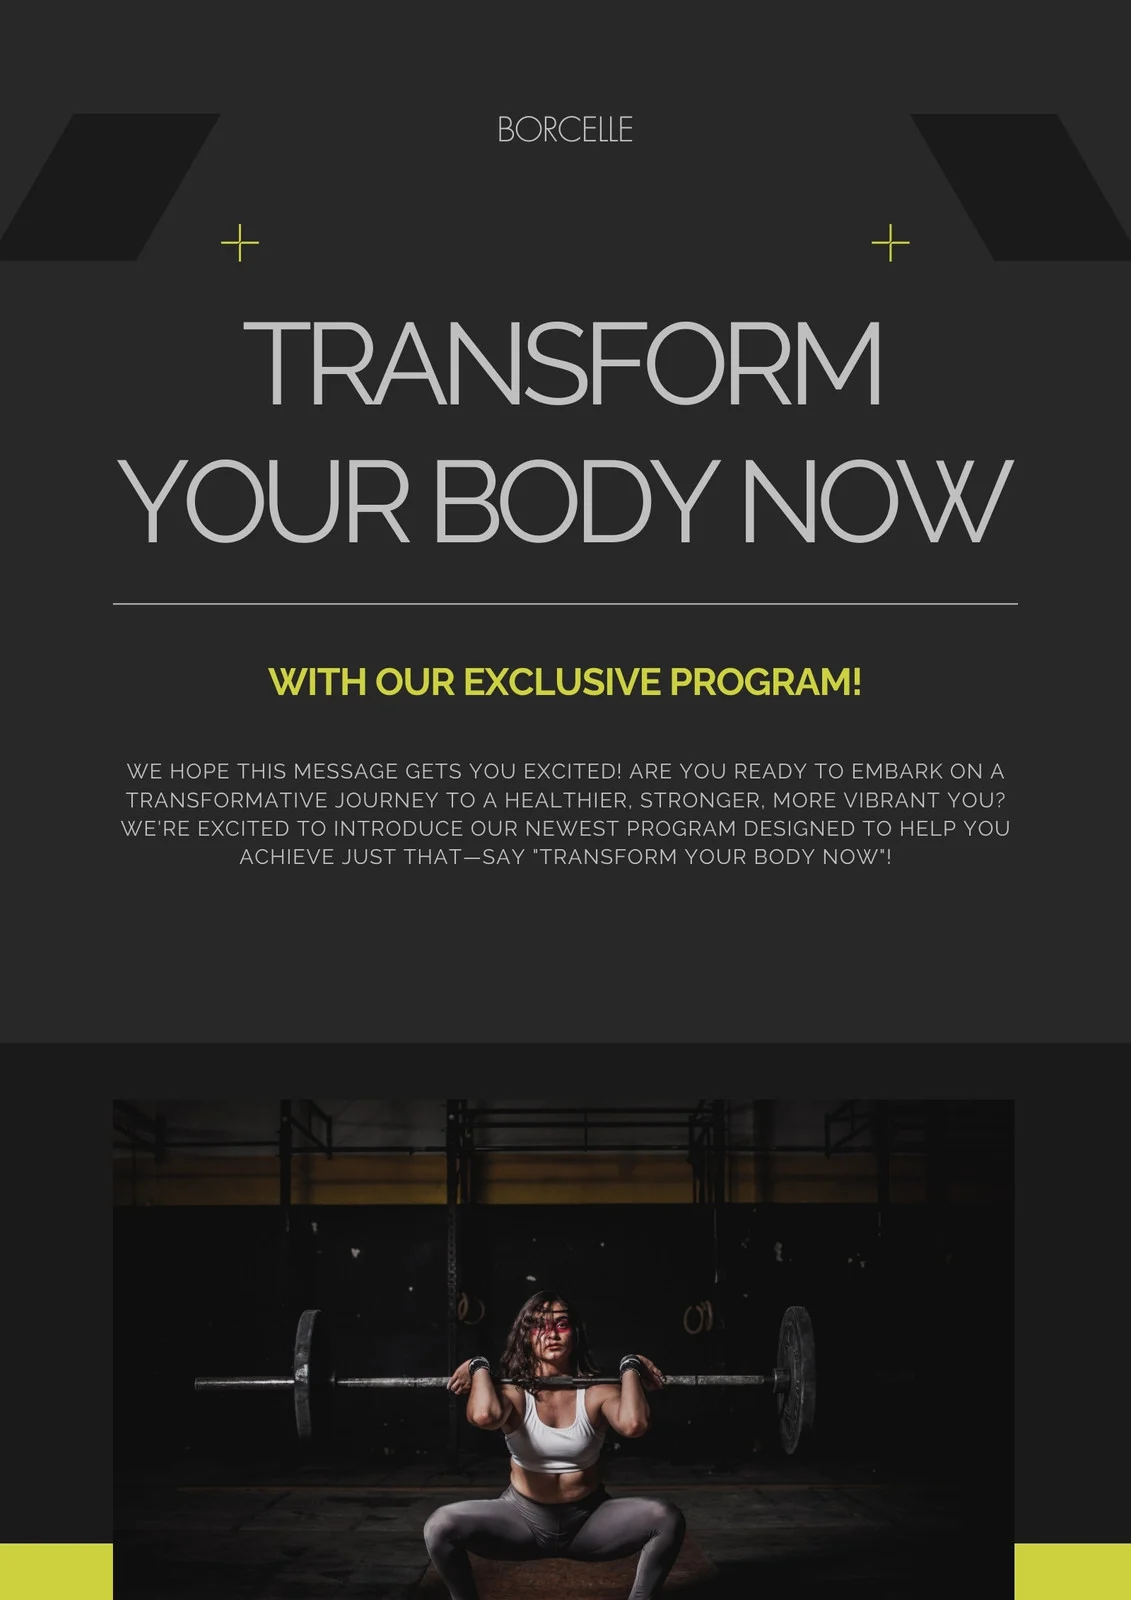 BORCELLE
TRANSFORM
YOUR BODY NOW
WITH OUR EXCLUSIVE PROGRAM!
WE HOPE THIS MESSAGE GETS YOU EXCITED! ARE YOU READY TO EMBARK ON A
TRANSFORMATIVE JOURNEY TO A HEALTHIER, STRONGER, MORE VIBRANT YOU?
WE'RE EXCITED TO INTRODUCE OUR NEWEST PROGRAM DESIGNED TO HELP YOU
ACHIEVE JUST THAT—SAY "TRANSFORM YOUR BODY NOW"!